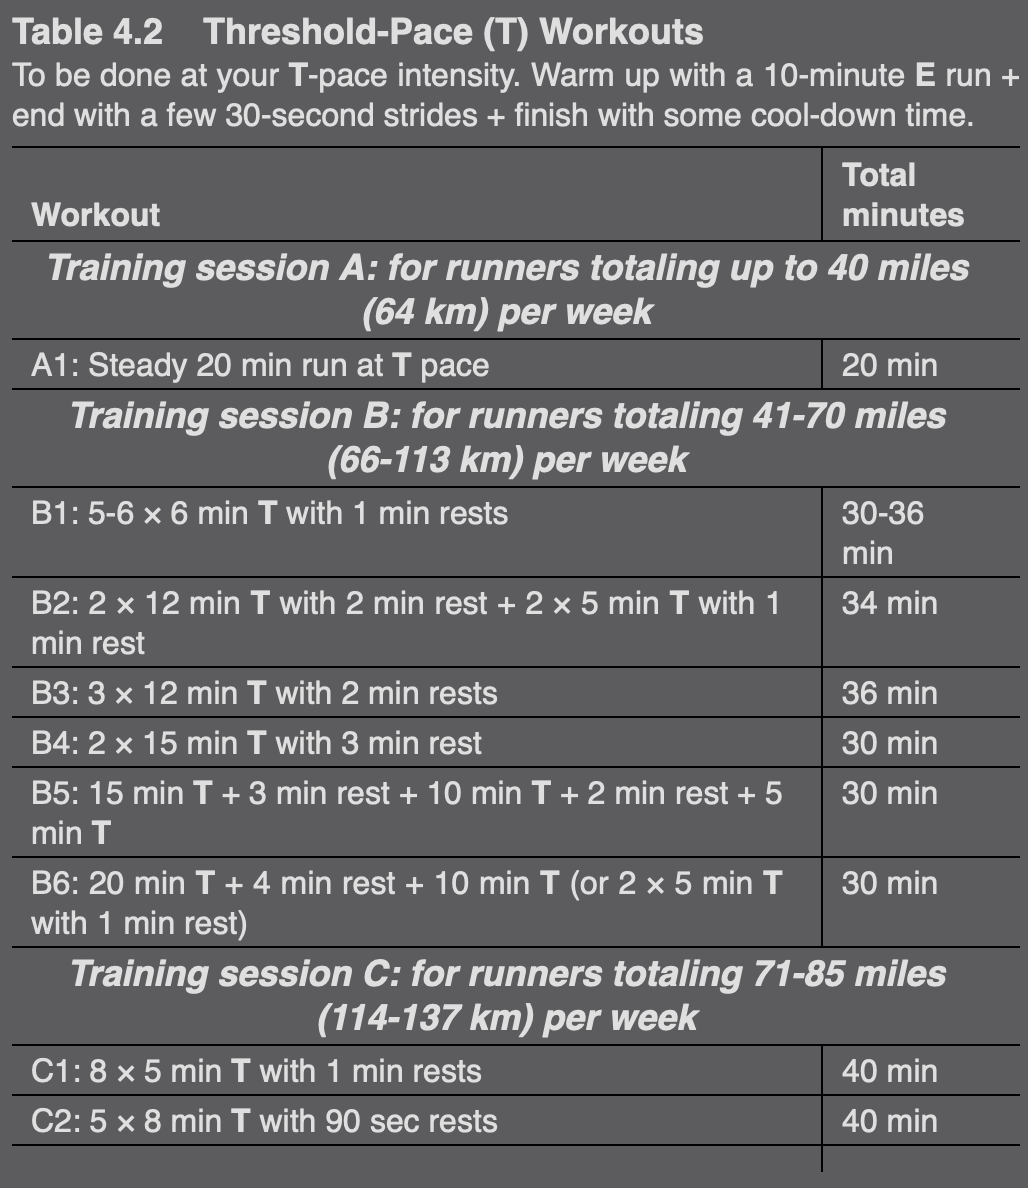 Table 4.2 Threshold-Pace (T) Workouts
To be done at your T-pace intensity. Warm up with a 10-minute E run +
end with a few 30-second strides + finish with some cool-down time.
Workout Total
minutes
Training session A: for runners totaling up to 40 miles
(64 km) per week
A1: Steady 20 min run at T pace 20 min
Training session B: for runners totaling 41-70 miles
(66-113 km) per week
B1: 5-6 × 6 min T with 1 min rests 30-36
min
B2: 2 × 12 min T with 2 min rest + 2 × 5 min T with 1 34 min
min rest
B3: 3 × 12 min T with 2 min rests 36 min
B4: 2 × 15 min T with 3 min rest 30 min
B5: 15 min T + 3 min rest + 10 min T + 2 min rest + 5 30 min
min T
B6: 20 min T + 4 min rest + 10 min T (or 2 × 5 min T 30 min
with 1 min rest)
Training session C: for runners totaling 71-85 miles
(114-137 km) per week
C1: 8 × 5 min T with 1 min rests 40 min
C2: 5 × 8 min T with 90 sec rests 40 min